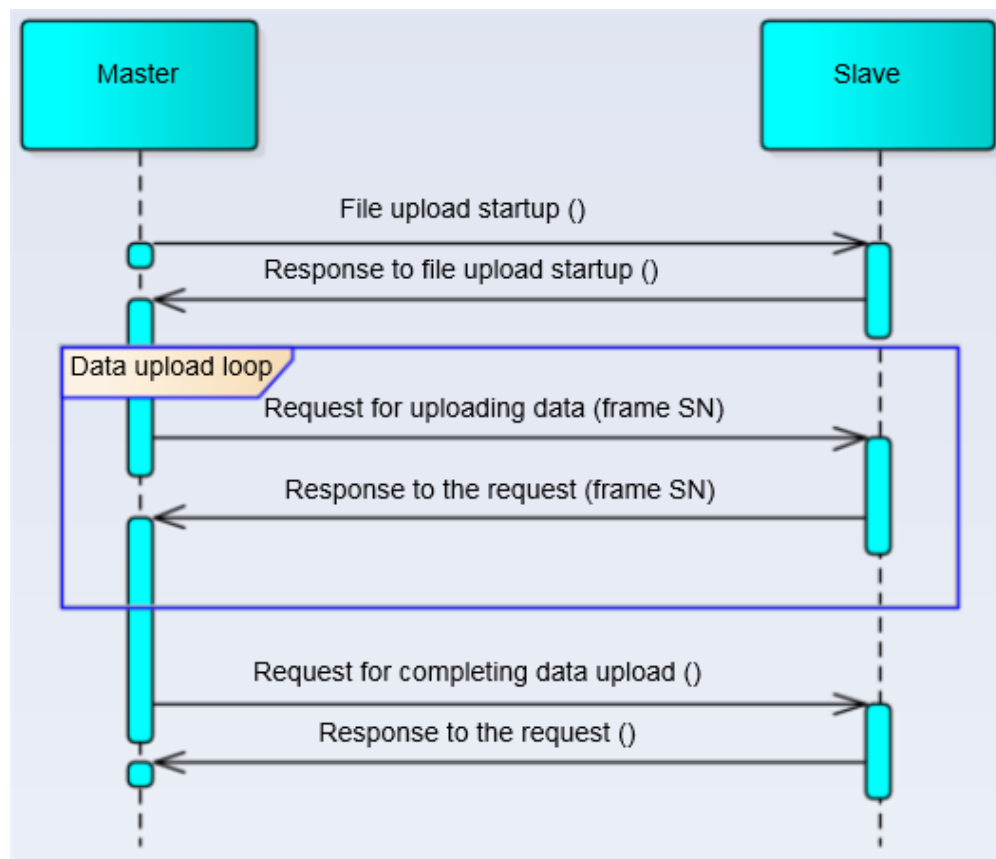 Master
Slave
File upload startup ()
Response to file upload startup ()
Data upload loop
Request for uploading data (frame SN)
Response to the request (frame SN)
Request for completing data upload ()
Response to the request ()